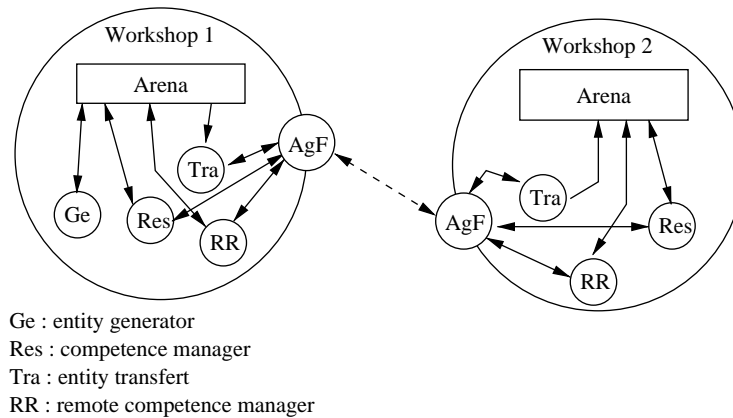 Workshop 1
Arena
AgF
Tra
Ge
Res
RR
Workshop 2
Arena
Tra
AgF
Res
RR
Ge : entity generator
Res : competence manager
Tra : entity transfert
RR : remote competence manager